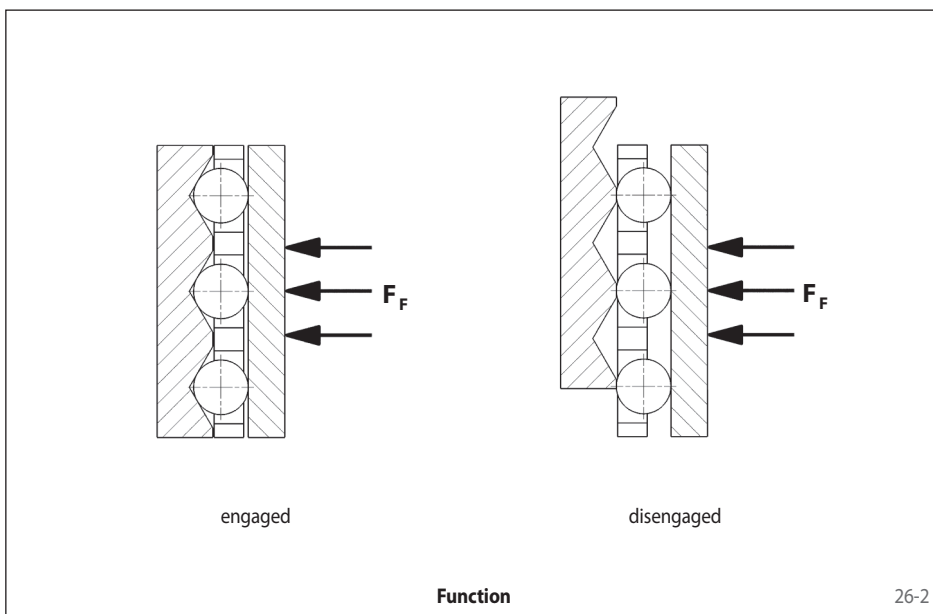 F_F
F_F
engaged
disengaged
Function
26-2